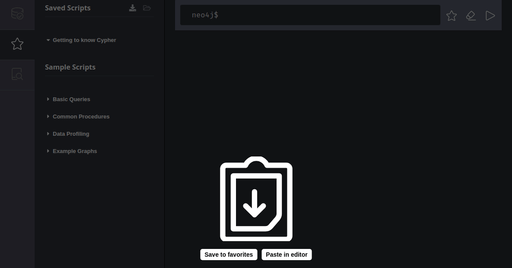 Saved Scripts
neo4j$
Getting to know Cypher
Sample Scripts
Basic Queries
Common Procedures
Data Profiling
Example Graphs
Save to favorites
Paste in editor